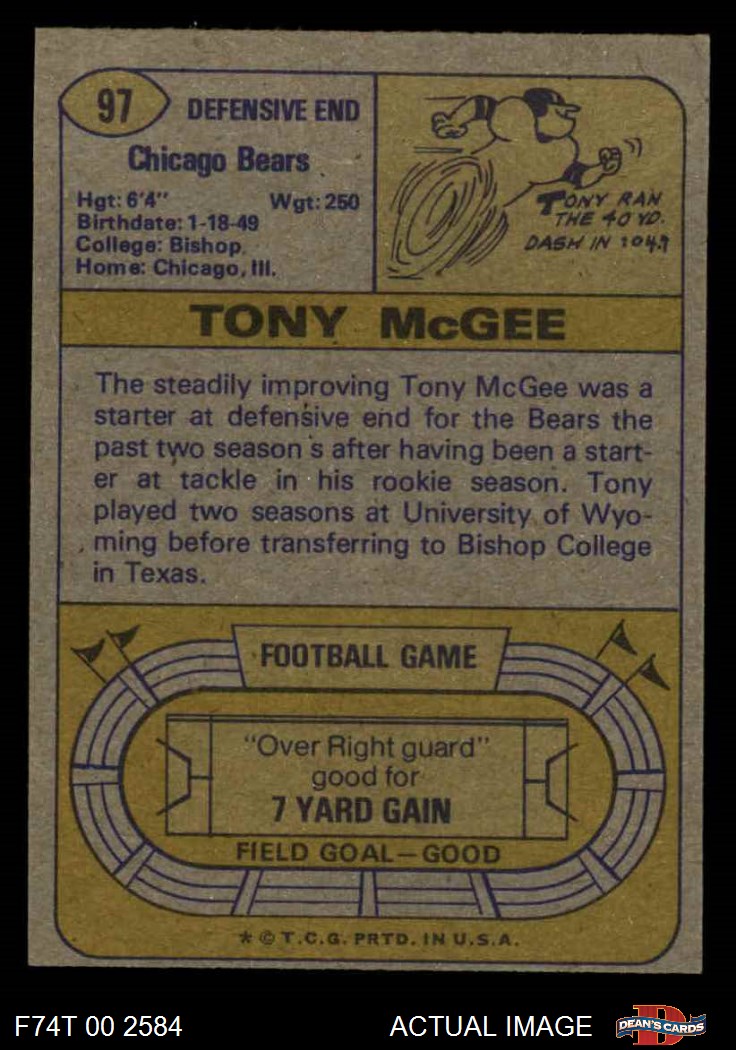 97
DEFENSIVE END
Chicago Bears
Hgt: 6'4" Wgt: 250
Birthdate: 1-18-49
College: Bishop
Home: Chicago, Ill.
TONY RAN
THE 40 YD.
DASH IN :04.9
TONY McGEE
The steadily improving Tony McGee was a
starter at defensive end for the Bears the
past two season s after having been a start-
er at tackle in his rookie season. Tony
played two seasons at University of Wyo-
ming before transferring to Bishop College
in Texas.
FOOTBALL GAME
"Over Right guard"
good for
7 YARD GAIN
FIELD GOAL—GOOD
* © T.C.G. PRTD. IN U.S.A.
F74T 00 2584
ACTUAL IMAGE
D
DEAN'S CARDS